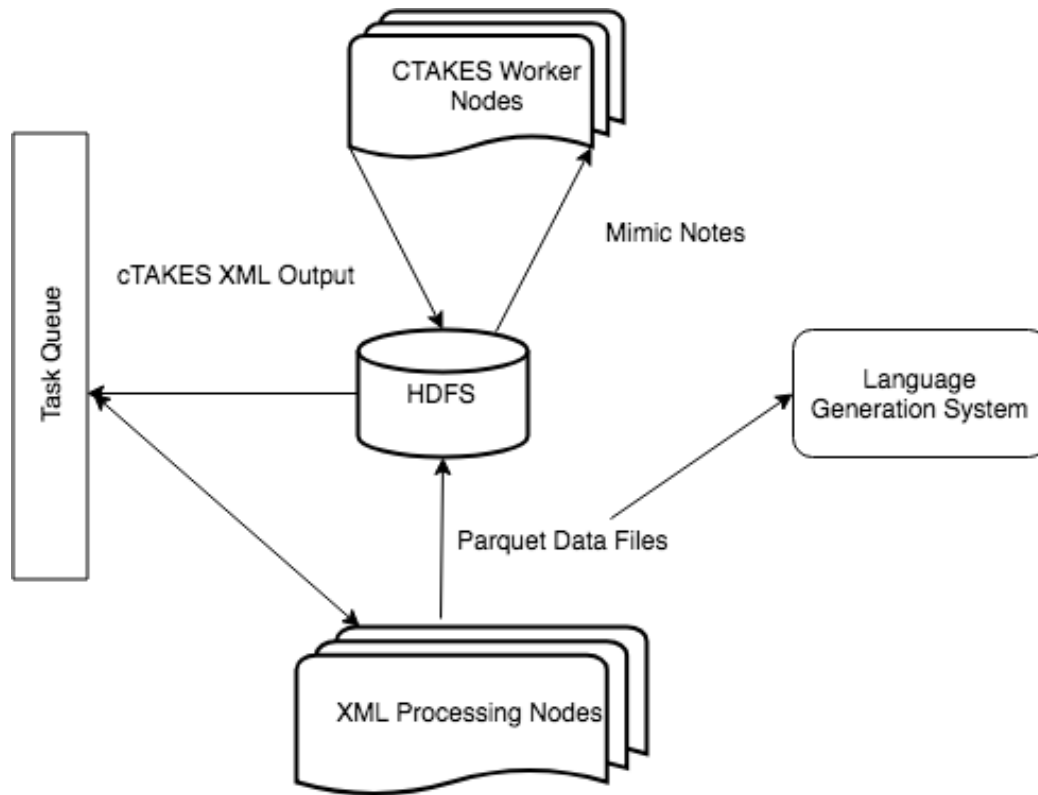 CTAKES Worker
Nodes
Mimic Notes
cTAKES XML Output
Task Queue
HDFS
Language
Generation System
Parquet Data Files
XML Processing Nodes